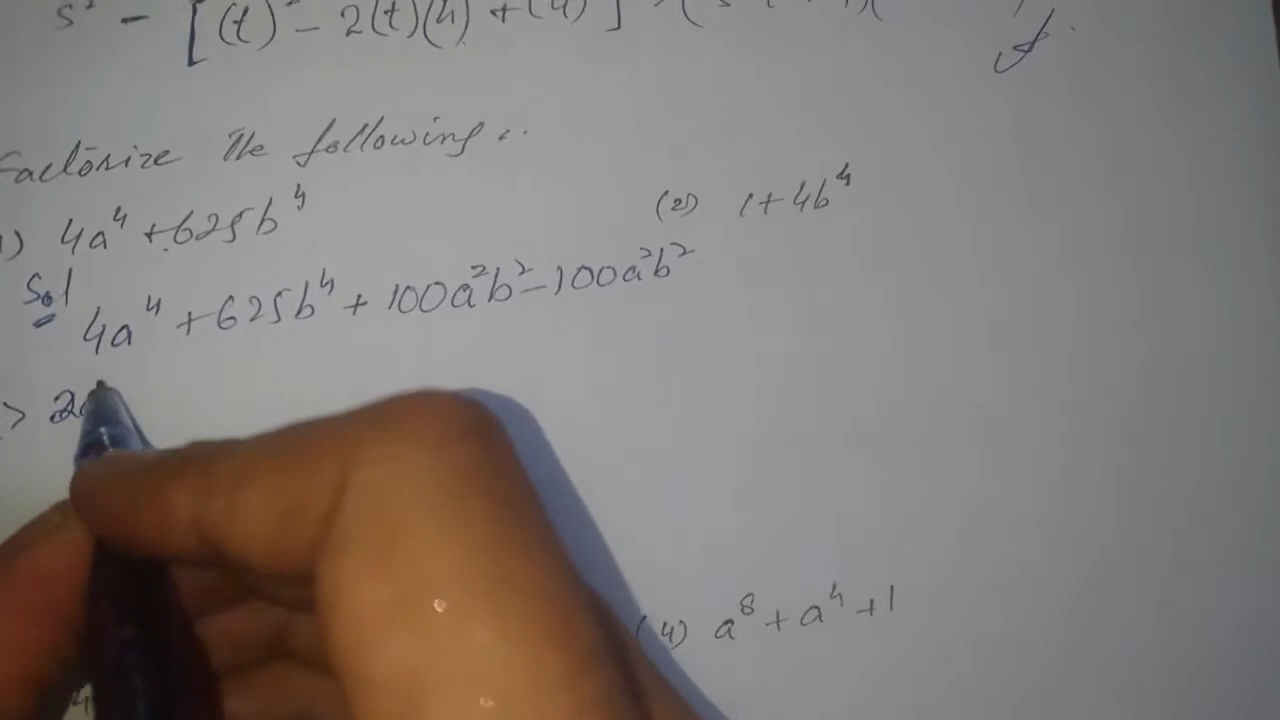 s² - [(t)² - 2(t)(4) + (4)²]
Factorize the following..
1) 4a⁴ + 625b⁴
(2) 1 + 4b⁴
Sol
4a⁴ + 625b⁴ + 100a²b² - 100a²b²
> 2a
(4) a⁸ + a⁴ + 1